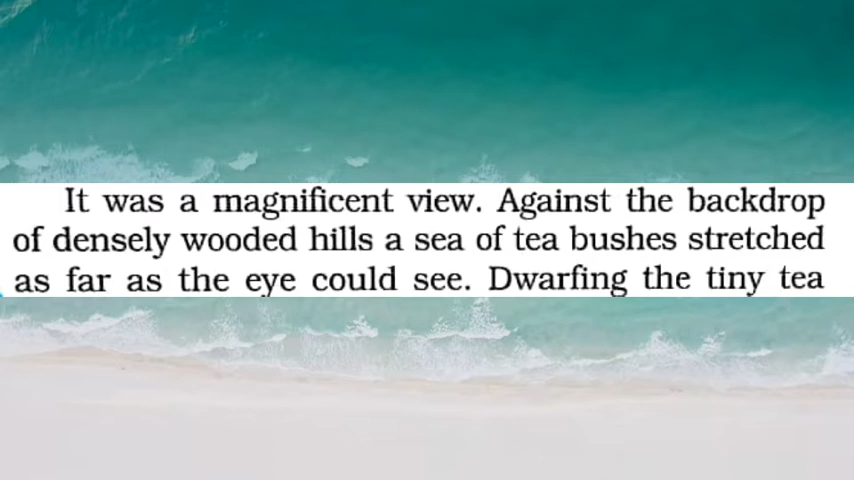 It was a magnificent view. Against the backdrop
of densely wooded hills a sea of tea bushes stretched
as far as the eye could see. Dwarfing the tiny tea